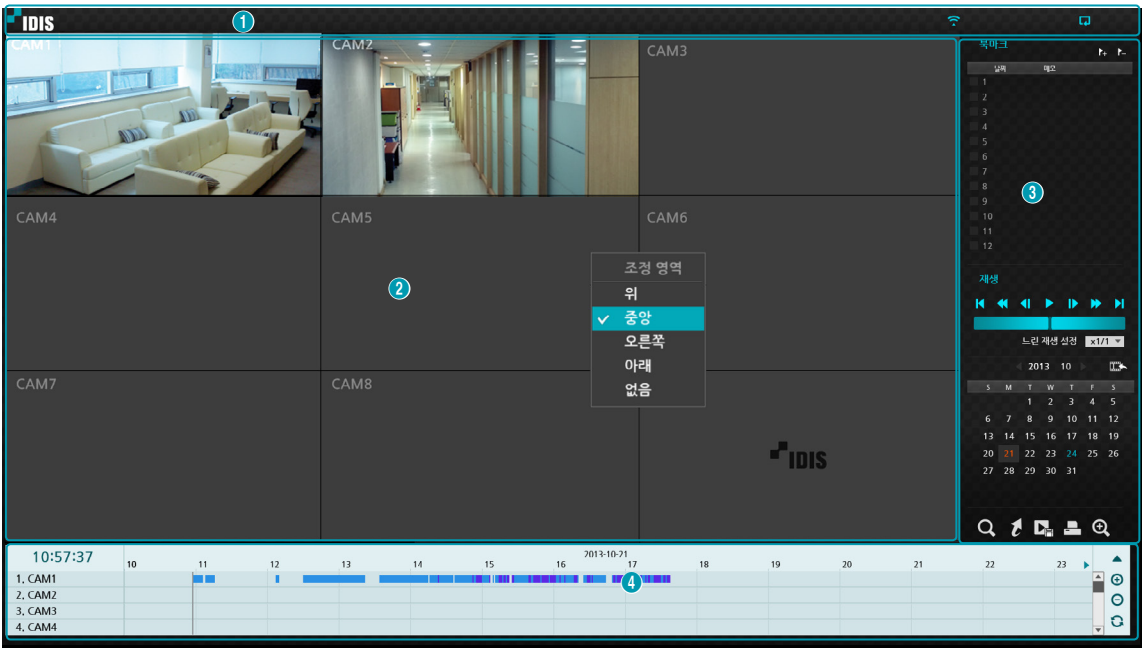 IDIS
1
CAM1
CAM2
CAM3
CAM4
CAM5
CAM6
CAM7
CAM8
2
조정 영역
위
중앙
오른쪽
아래
없음
IDIS
북마크
날짜 메모
1
2
3
4
5
6
7
8
9
10
11
12
3
재생
느린 재생 설정 x1/1
2013 10
S M T W T F S
1 2 3 4 5
6 7 8 9 10 11 12
13 14 15 16 17 18 19
20 21 22 23 24 25 26
27 28 29 30 31
10:57:37
2013-10-21
10 11 12 13 14 15 16 17 18 19 20 21 22 23
1, CAM1
2, CAM2
3, CAM3
4, CAM4
4